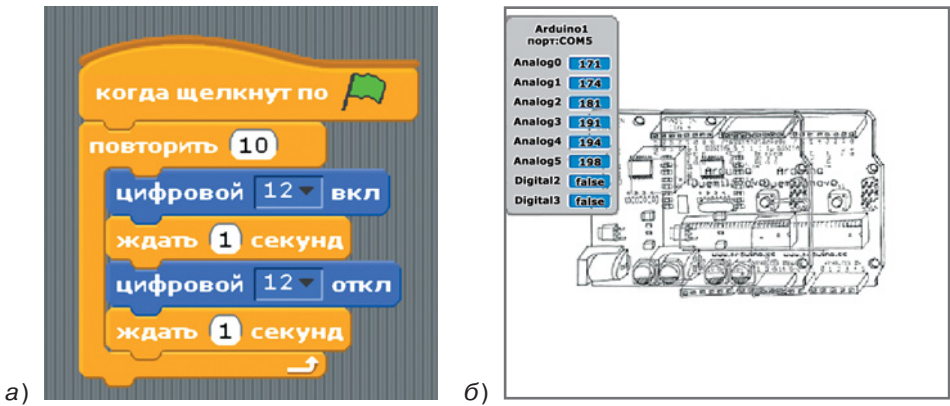 когда щелкнут по
повторить 10
цифровой 12 вкл
ждать 1 секунд
цифровой 12 откл
ждать 1 секунд
а)
Arduino1
порт:COM5
Analog0 171
Analog1 174
Analog2 181
Analog3 191
Analog4 194
Analog5 198
Digital2 false
Digital3 false
б)